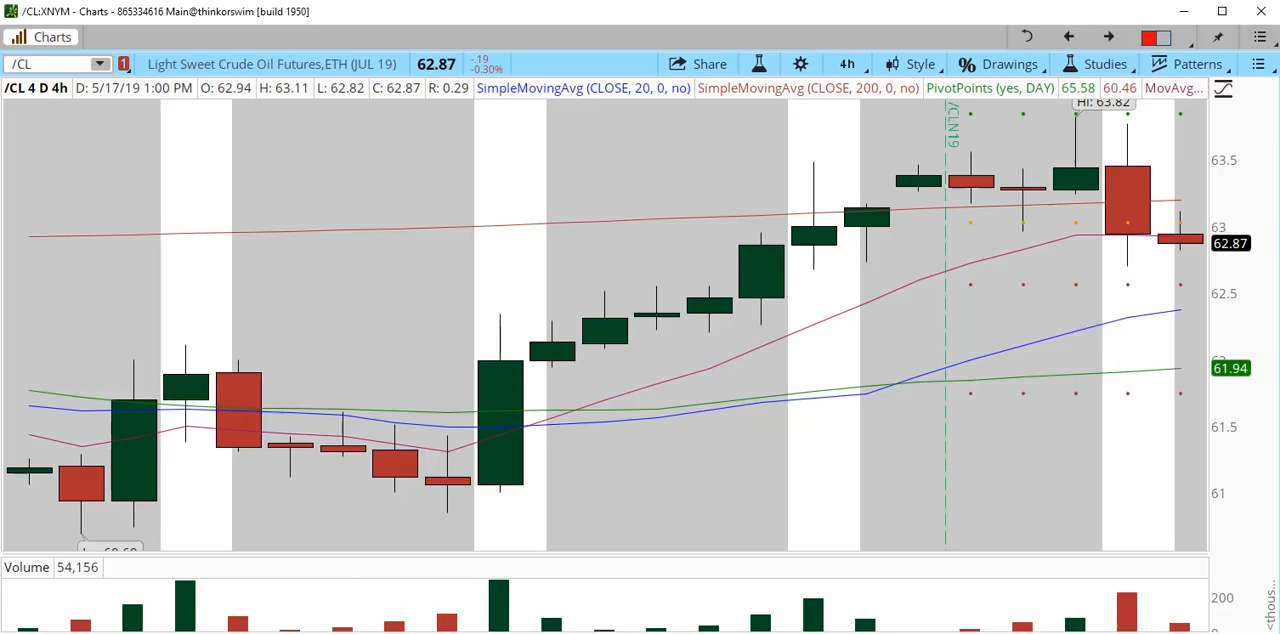 /CL:XNYM - Charts - 865334616 Main@thinkorswim [build 1950]
Charts
/CL 1 Light Sweet Crude Oil Futures,ETH (JUL 19) 62.87 -.19 -0.30% Share 4h Style % Drawings Studies Patterns
/CL 4 D 4h D: 5/17/19 1:00 PM O: 62.94 H: 63.11 L: 62.82 C: 62.87 R: 0.29 SimpleMovingAvg (CLOSE, 20, 0, no) SimpleMovingAvg (CLOSE, 200, 0, no) PivotPoints (yes, DAY) 65.58 60.46 MovAvg...
Hi: 63.82
/CLN19
63.5
63
62.87
62.5
61.94
61.5
61
Volume 54,156
200
<thous...